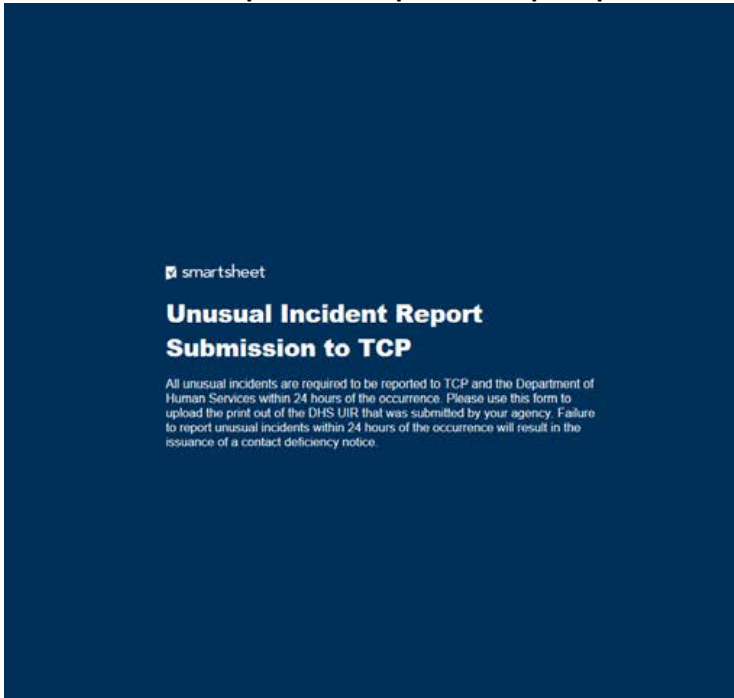 smartsheet
Unusual Incident Report
Submission to TCP
All unusual incidents are required to be reported to TCP and the Department of
Human Services within 24 hours of the occurrence. Please use this form to
upload the print out of the DHS UIR that was submitted by your agency. Failure
to report unusual incidents within 24 hours of the occurrence will result in the
issuance of a contact deficiency notice.